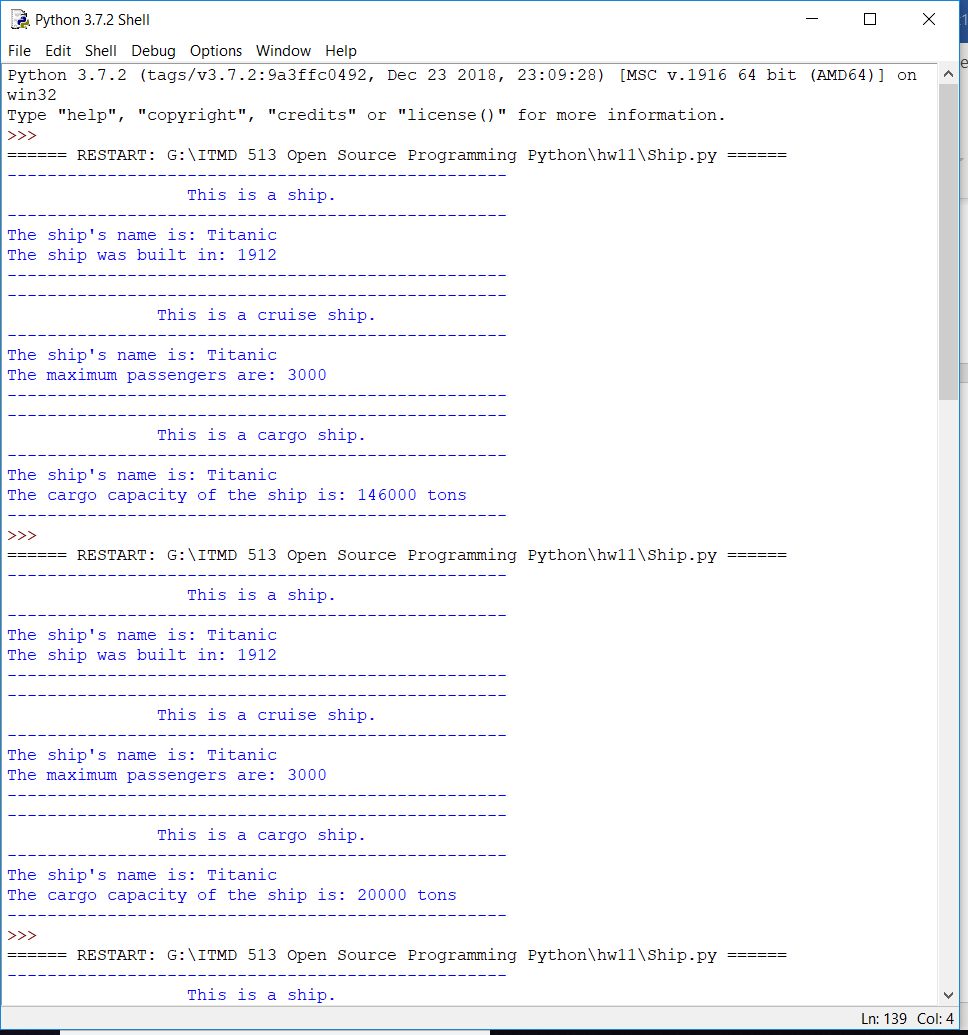 Python 3.7.2 Shell
File Edit Shell Debug Options Window Help
Python 3.7.2 (tags/v3.7.2:9a3ffc0492, Dec 23 2018, 23:09:28) [MSC v.1916 64 bit (AMD64)] on
win32
Type "help", "copyright", "credits" or "license()" for more information.
>>>
====== RESTART: G:\ITMD 513 Open Source Programming Python\hw11\Ship.py ======
--------------------------------------------------
                  This is a ship.
--------------------------------------------------
The ship's name is: Titanic
The ship was built in: 1912
--------------------------------------------------
--------------------------------------------------
               This is a cruise ship.
--------------------------------------------------
The ship's name is: Titanic
The maximum passengers are: 3000
--------------------------------------------------
--------------------------------------------------
               This is a cargo ship.
--------------------------------------------------
The ship's name is: Titanic
The cargo capacity of the ship is: 146000 tons
--------------------------------------------------
>>>
====== RESTART: G:\ITMD 513 Open Source Programming Python\hw11\Ship.py ======
--------------------------------------------------
                  This is a ship.
--------------------------------------------------
The ship's name is: Titanic
The ship was built in: 1912
--------------------------------------------------
--------------------------------------------------
               This is a cruise ship.
--------------------------------------------------
The ship's name is: Titanic
The maximum passengers are: 3000
--------------------------------------------------
--------------------------------------------------
               This is a cargo ship.
--------------------------------------------------
The ship's name is: Titanic
The cargo capacity of the ship is: 20000 tons
--------------------------------------------------
>>>
====== RESTART: G:\ITMD 513 Open Source Programming Python\hw11\Ship.py ======
--------------------------------------------------
                  This is a ship.
Ln: 139 Col: 4